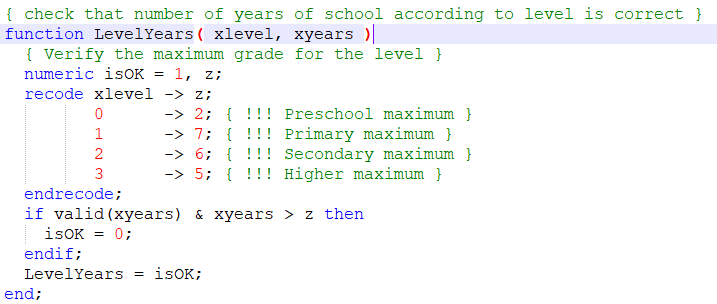 { check that number of years of school according to level is correct }
function LevelYears( xlevel, xyears )
{ Verify the maximum grade for the level }
numeric isOK = 1, z;
recode xlevel -> z;
0 -> 2; { !!! Preschool maximum }
1 -> 7; { !!! Primary maximum }
2 -> 6; { !!! Secondary maximum }
3 -> 5; { !!! Higher maximum }
endrecode;
if valid(xyears) & xyears > z then
isOK = 0;
endif;
LevelYears = isOK;
end;